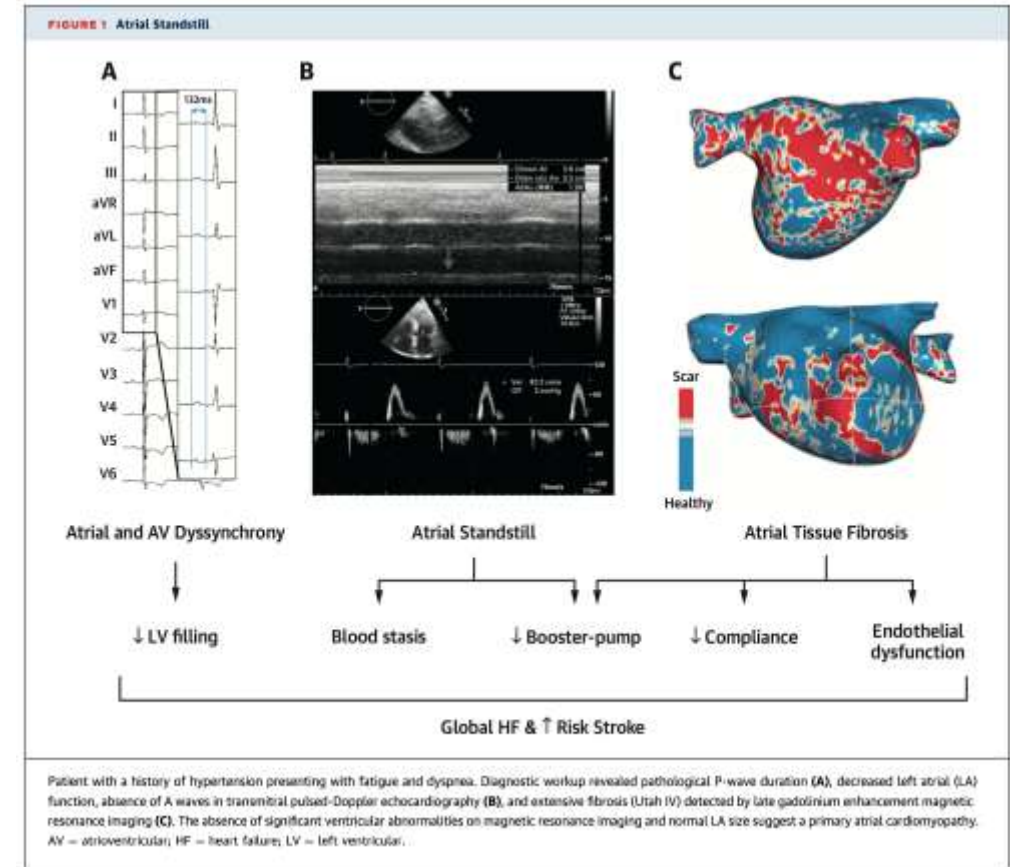 FIGURE 1 Atrial Standstill
A
B
C
I
II
III
aVR
aVL
aVF
V1
V2
V3
V4
V5
V6
132ms
Scar
Healthy
Atrial and AV Dyssynchrony
Atrial Standstill
Atrial Tissue Fibrosis
↓ LV filling
Blood stasis
↓ Booster-pump
↓ Compliance
Endothelial
dysfunction
Global HF & ↑ Risk Stroke
Patient with a history of hypertension presenting with fatigue and dyspnea. Diagnostic workup revealed pathological P-wave duration (A), decreased left atrial (LA)
function, absence of A waves in transmitral pulsed-Doppler echocardiography (B), and extensive fibrosis (Utah IV) detected by late gadolinium enhancement magnetic
resonance imaging (C). The absence of significant ventricular abnormalities on magnetic resonance imaging and normal LA size suggest a primary atrial cardiomyopathy.
AV = atrioventricular; HF = heart failure; LV = left ventricular.